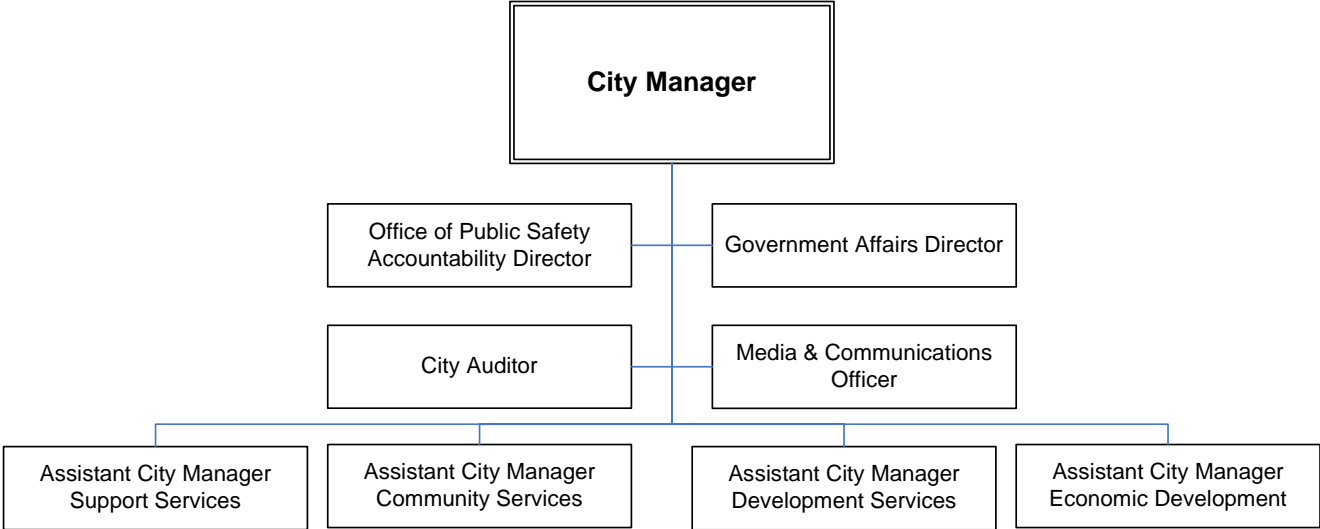 City Manager
Office of Public Safety
Accountability Director
Government Affairs Director
City Auditor
Media & Communications
Officer
Assistant City Manager
Support Services
Assistant City Manager
Community Services
Assistant City Manager
Development Services
Assistant City Manager
Economic Development